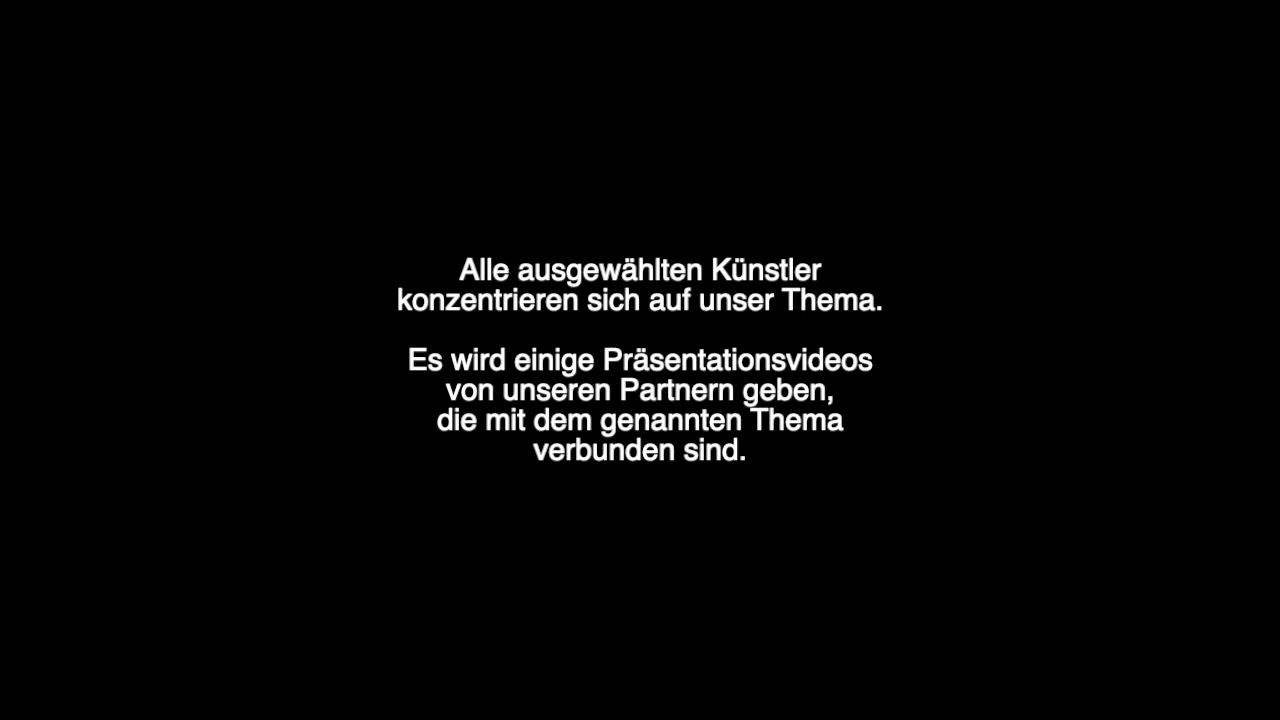 Alle ausgewählten Künstler
konzentrieren sich auf unser Thema.
Es wird einige Präsentationsvideos
von unseren Partnern geben,
die mit dem genannten Thema
verbunden sind.